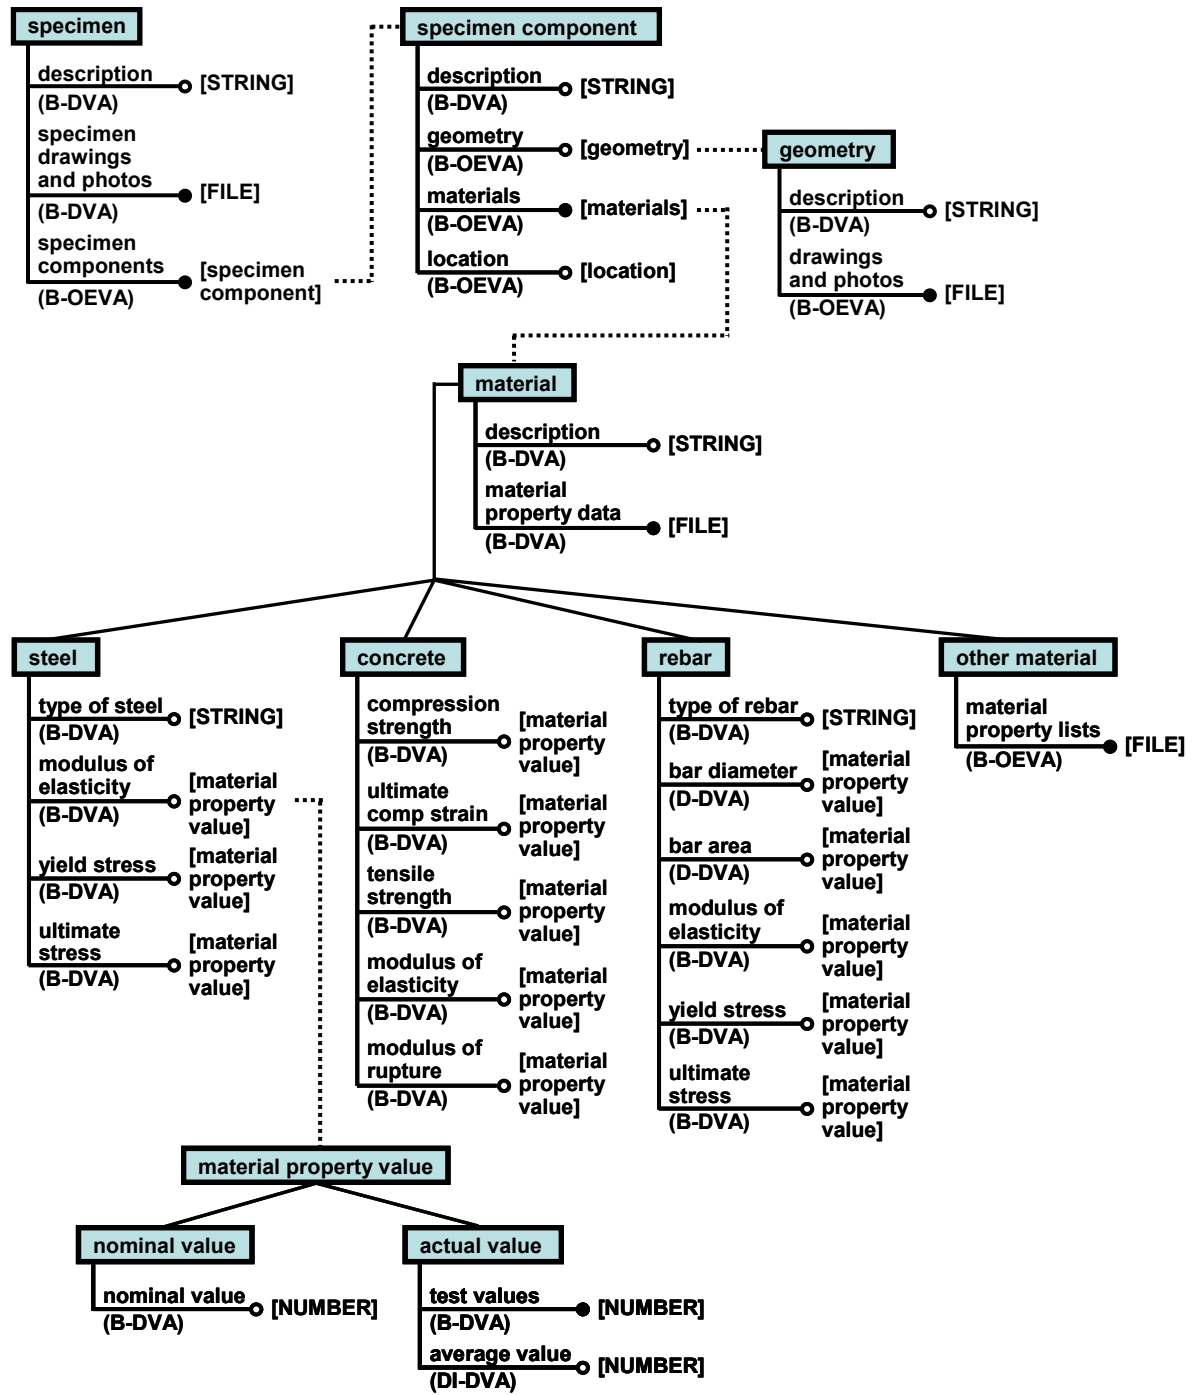 specimen
description
(B-DVA)
[STRING]
specimen
drawings
and photos
(B-DVA)
[FILE]
specimen
components
(B-OEVA)
[specimen
component]
specimen component
description
(B-DVA)
[STRING]
geometry
(B-OEVA)
[geometry]
materials
(B-OEVA)
[materials]
location
(B-OEVA)
[location]
geometry
description
(B-DVA)
[STRING]
drawings
and photos
(B-OEVA)
[FILE]
material
description
(B-DVA)
[STRING]
material
property data
(B-DVA)
[FILE]
steel
type of steel
(B-DVA)
[STRING]
modulus of
elasticity
(B-DVA)
[material
property
value]
yield stress
(B-DVA)
[material
property
value]
ultimate
stress
(B-DVA)
[material
property
value]
concrete
compression
strength
(B-DVA)
[material
property
value]
ultimate
comp strain
(B-DVA)
[material
property
value]
tensile
strength
(B-DVA)
[material
property
value]
modulus of
elasticity
(B-DVA)
[material
property
value]
modulus of
rupture
(B-DVA)
[material
property
value]
rebar
type of rebar
(B-DVA)
[STRING]
bar diameter
(D-DVA)
[material
property
value]
bar area
(D-DVA)
[material
property
value]
modulus of
elasticity
(B-DVA)
[material
property
value]
yield stress
(B-DVA)
[material
property
value]
ultimate
stress
(B-DVA)
[material
property
value]
other material
material
property lists
(B-OEVA)
[FILE]
material property value
nominal value
nominal value
(B-DVA)
[NUMBER]
actual value
test values
(B-DVA)
[NUMBER]
average value
(DI-DVA)
[NUMBER]